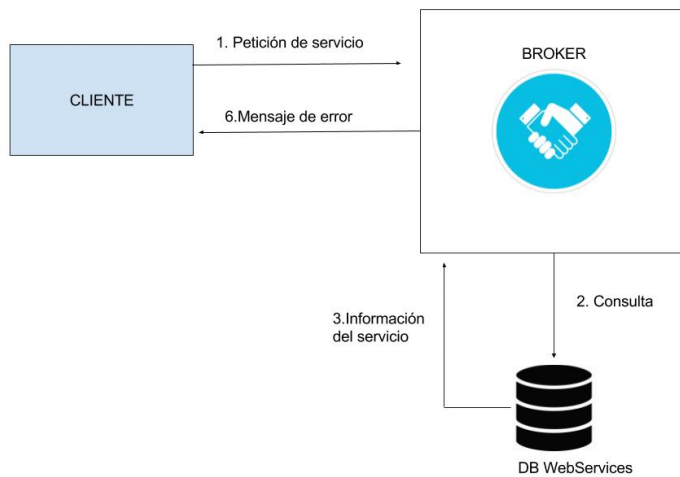 1. Petición de servicio
BROKER
CLIENTE
6.Mensaje de error
2. Consulta
3.Información
del servicio
DB WebServices